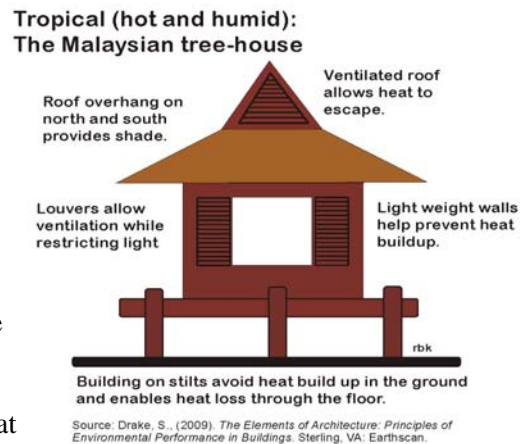 Tropical (hot and humid):
The Malaysian tree-house
Ventilated roof
allows heat to
escape.
Roof overhang on
north and south
provides shade.
Louvers allow
ventilation while
restricting light
Light weight walls
help prevent heat
buildup.
rbk
Building on stilts avoid heat build up in the ground
and enables heat loss through the floor.
at
Source: Drake, S., (2009). The Elements of Architecture: Principles of
Environmental Performance in Buildings. Sterling, VA: Earthscan.